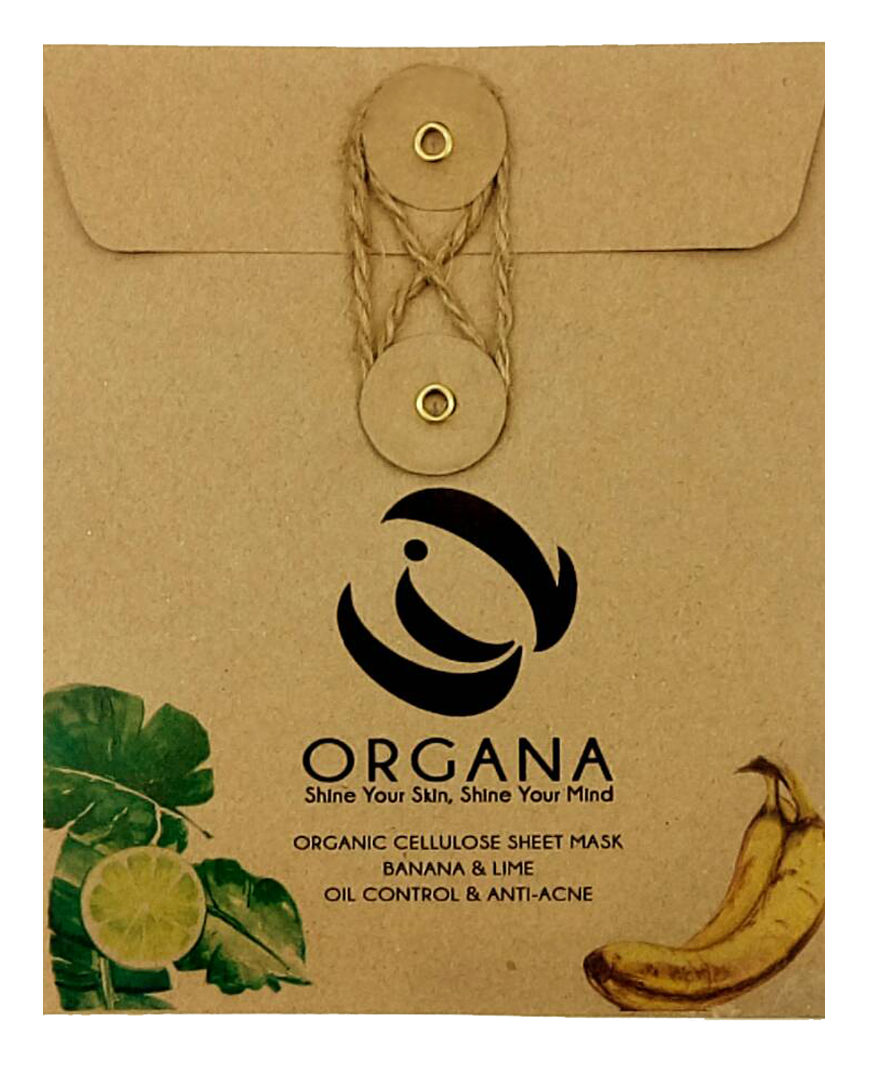 ORGANA
Shine Your Skin, Shine Your Mind
ORGANIC CELLULOSE SHEET MASK
BANANA & LIME
OIL CONTROL & ANTI-ACNE